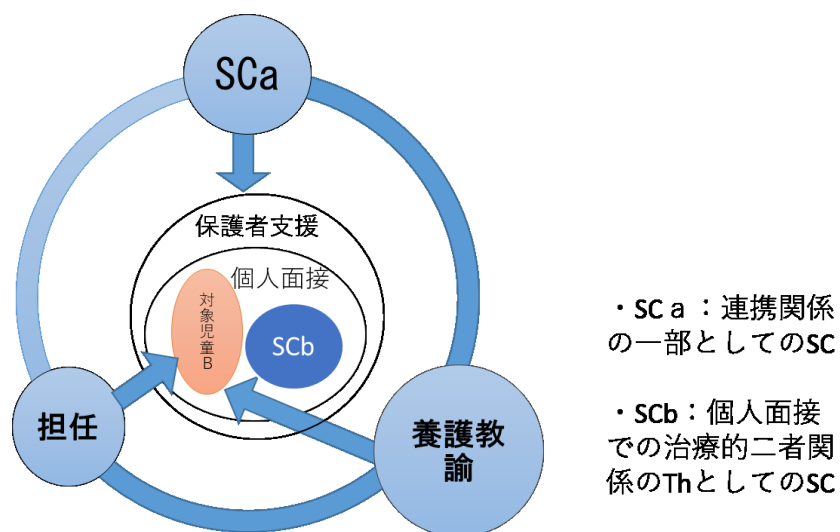 SCa
保護者支援
個人面接
対象児童B
SCb
担任
養護教
諭
・SCａ：連携関係
の一部としてのSC
・SCb：個人面接
での治療的二者関
係のThとしてのSC